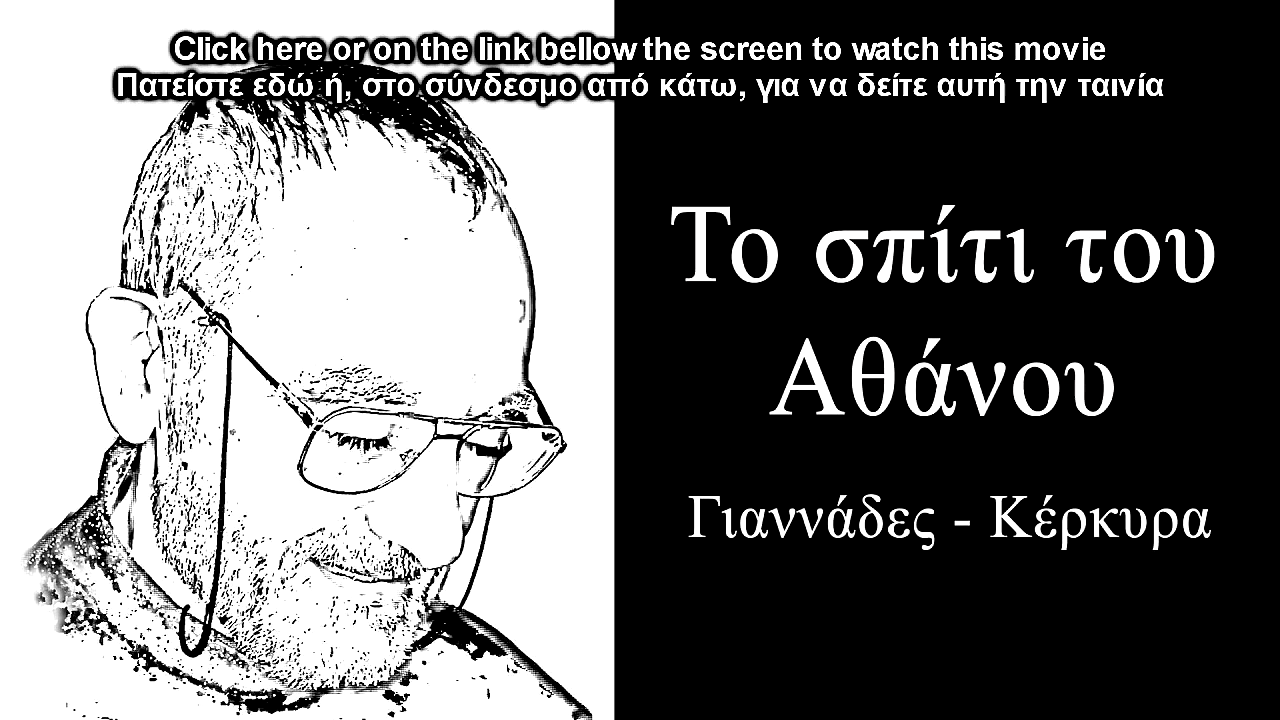 Click here or on the link bellow the screen to watch this movie
Πατείστε εδώ ή, στο σύνδεσμο από κάτω, για να δείτε αυτή την ταινία
Το σπίτι του
Αθάνου
Γιαννάδες - Κέρκυρα